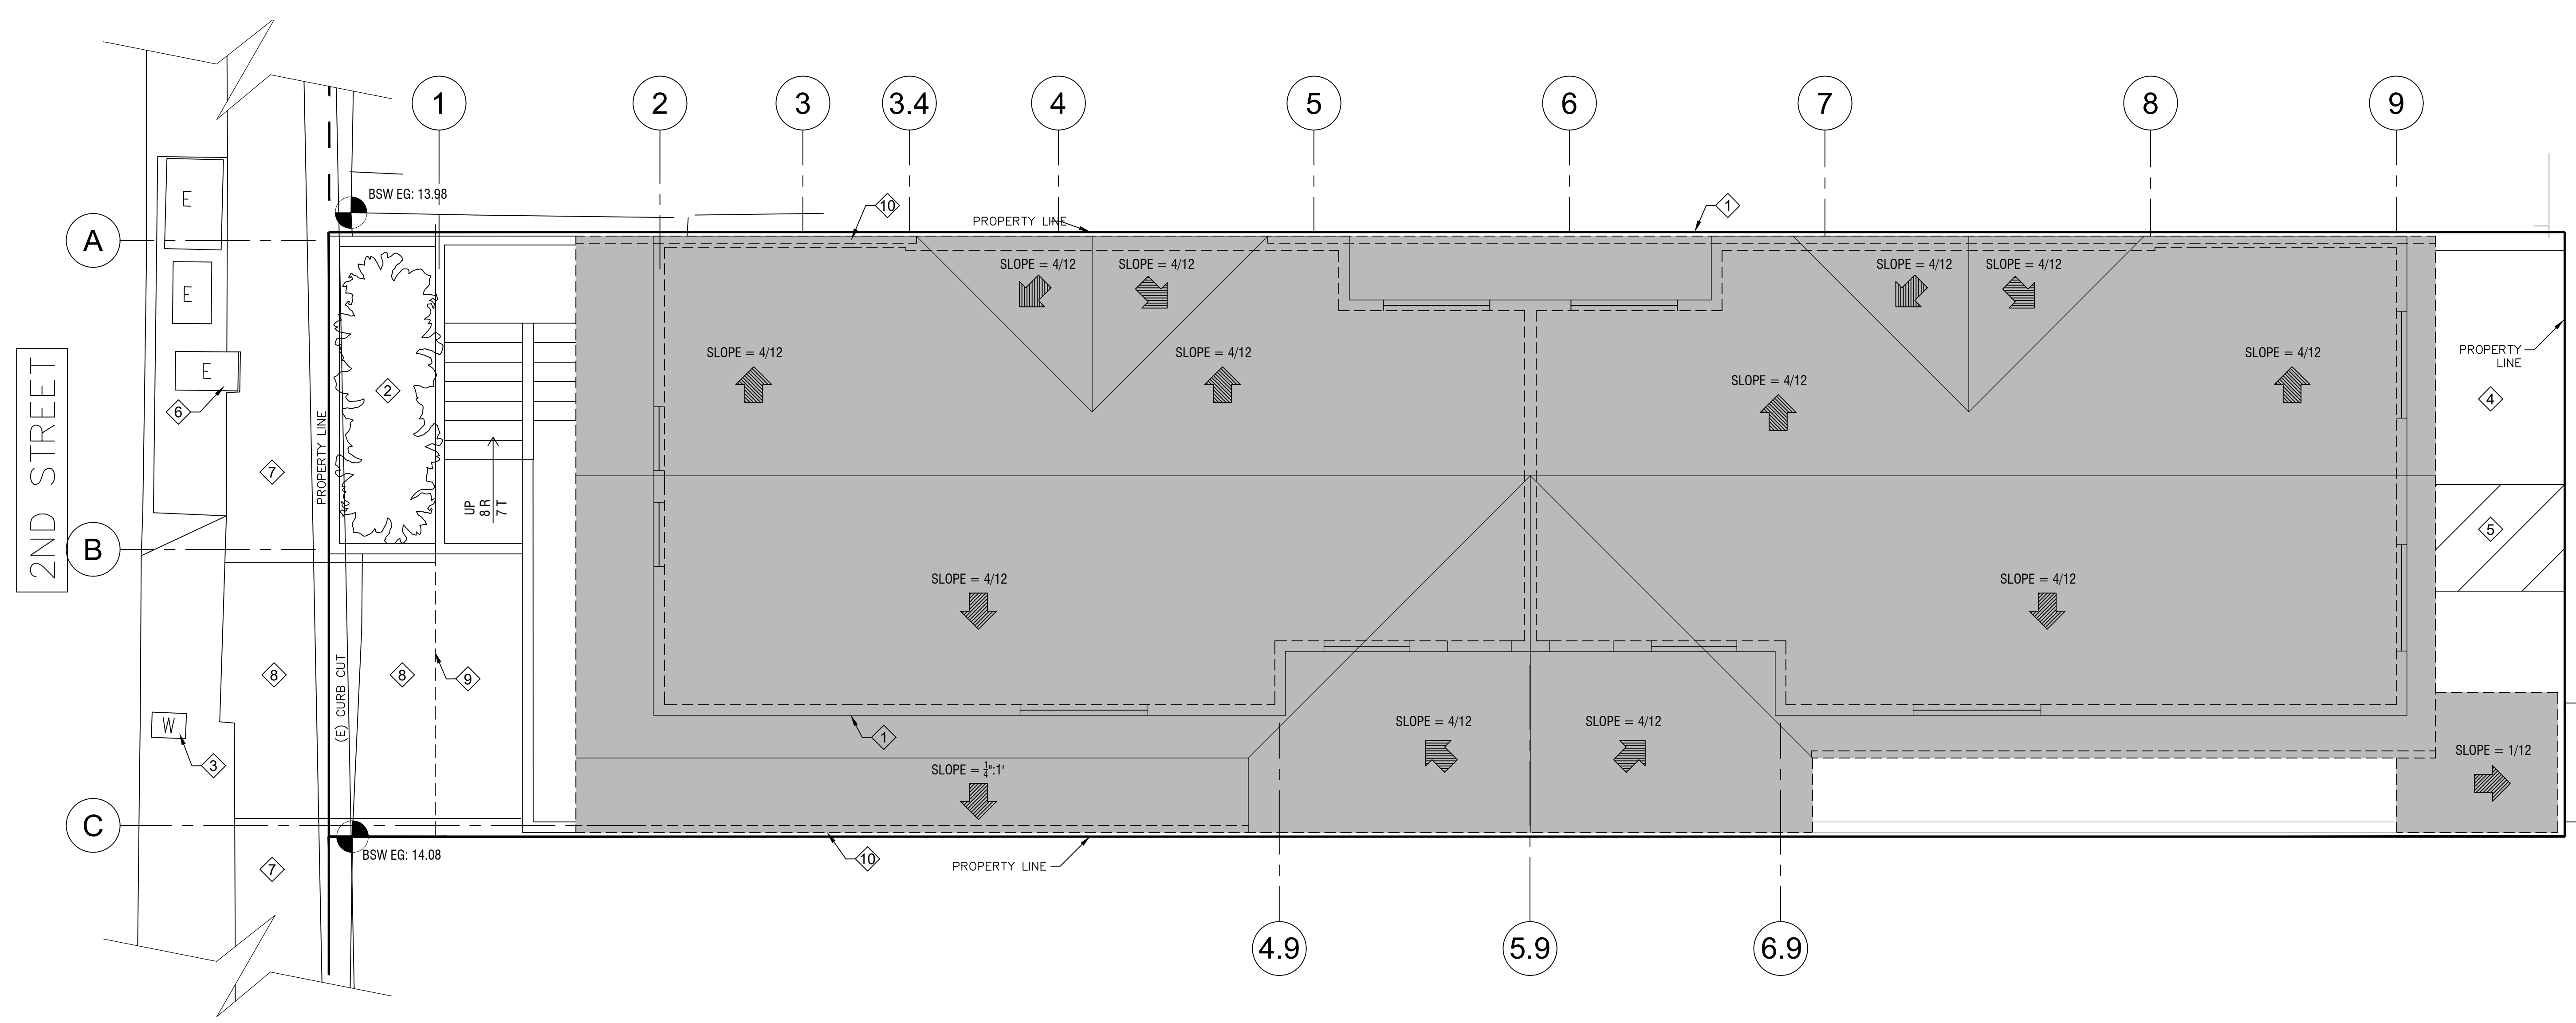 1
2
3
3.4
4
5
6
7
8
9
E
BSW EG: 13.98
10
1
PROPERTY LINE
A
SLOPE = 4/12
SLOPE = 4/12
SLOPE = 4/12
SLOPE = 4/12
E
E
6
2
SLOPE = 4/12
SLOPE = 4/12
SLOPE = 4/12
SLOPE = 4/12
PROPERTY
LINE
4
2ND STREET
PROPERTY LINE
7
UP
8 R
7 T
5
B
SLOPE = 4/12
SLOPE = 4/12
8
(E) CURB CUT
8
9
W
3
1
SLOPE = 4/12
SLOPE = 4/12
SLOPE = 1/12
SLOPE = 1/4":1'
C
BSW EG: 14.08
7
10
PROPERTY LINE
4.9
5.9
6.9